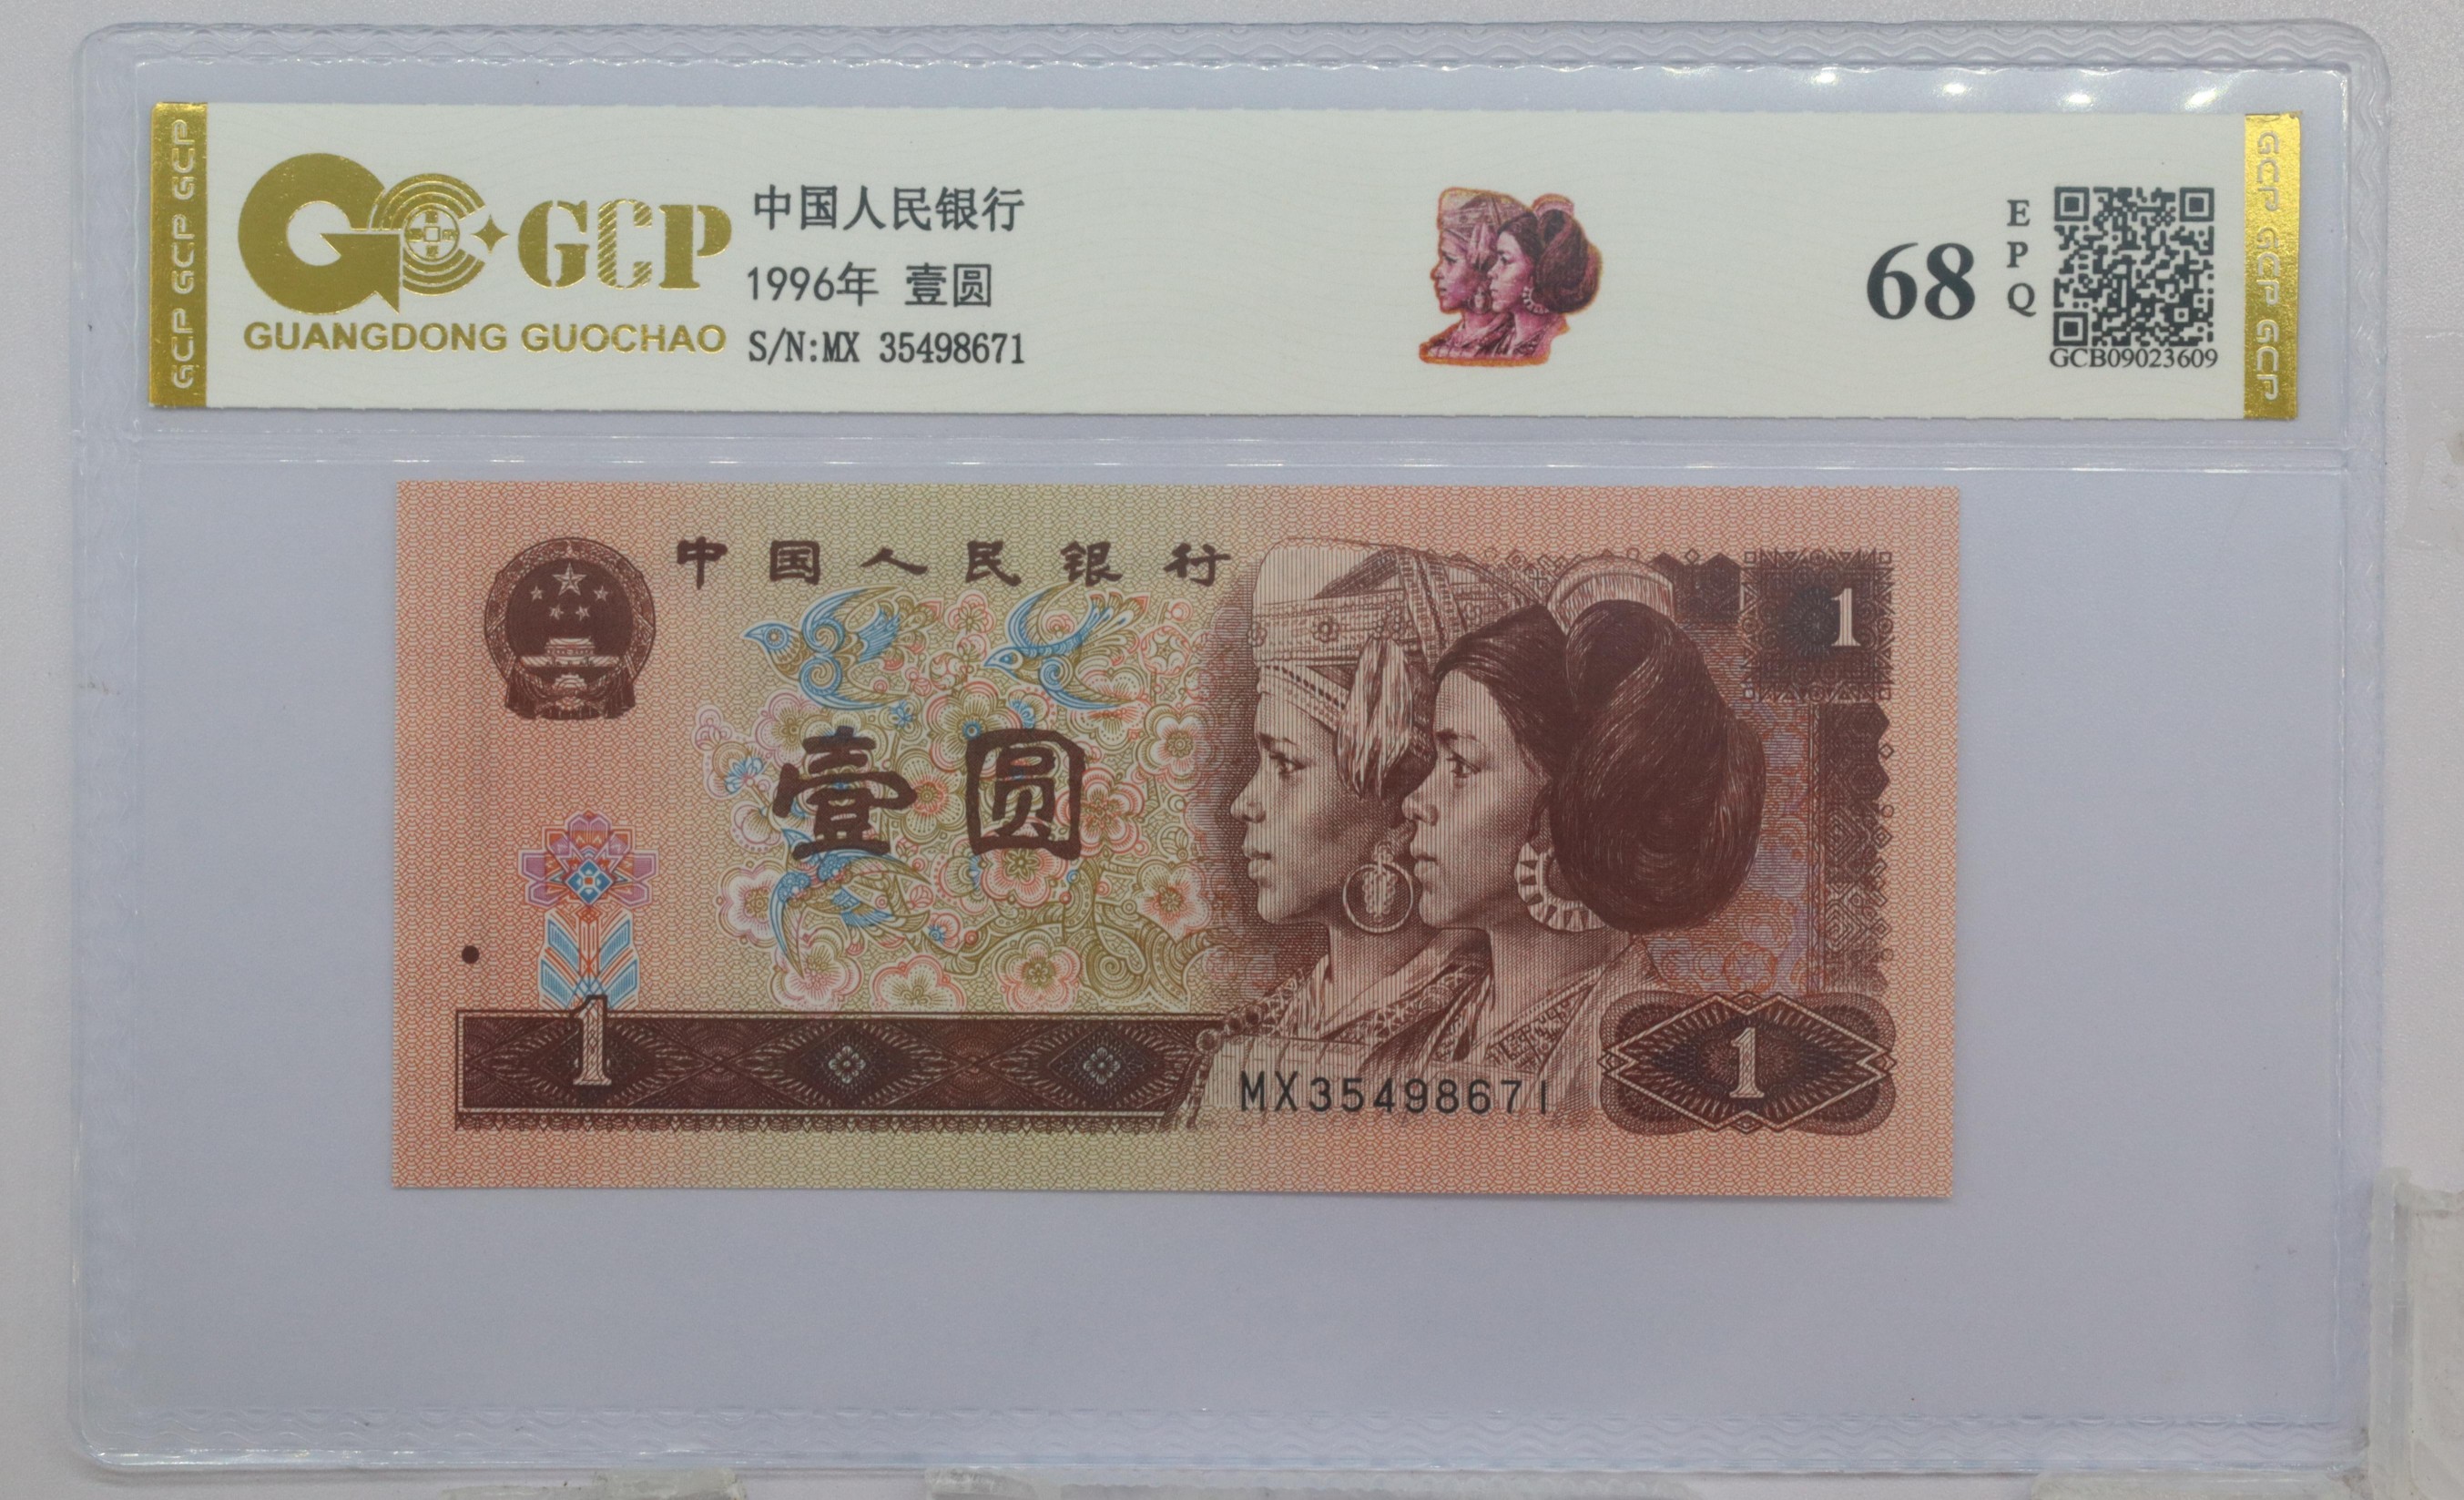 GCP GCP GCP
GCP
GUANGDONG GUOCHAO
中国人民银行
1996年 壹圆
S/N:MX 35498671
68
E
P
Q
GCB09023609
GCP GCP GCP
中国人民银行
1
壹圆
1
1
MX35498671